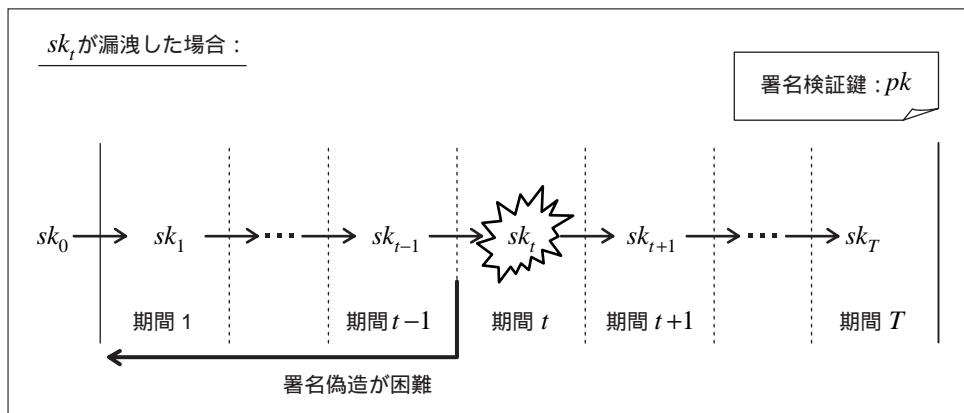 sk_tが漏洩した場合：
署名検証鍵：pk
sk_0 sk_1 ･･･ sk_{t-1} sk_t sk_{t+1} ･･･ sk_T
期間 1 期間 t-1 期間 t 期間 t+1 期間 T
署名偽造が困難